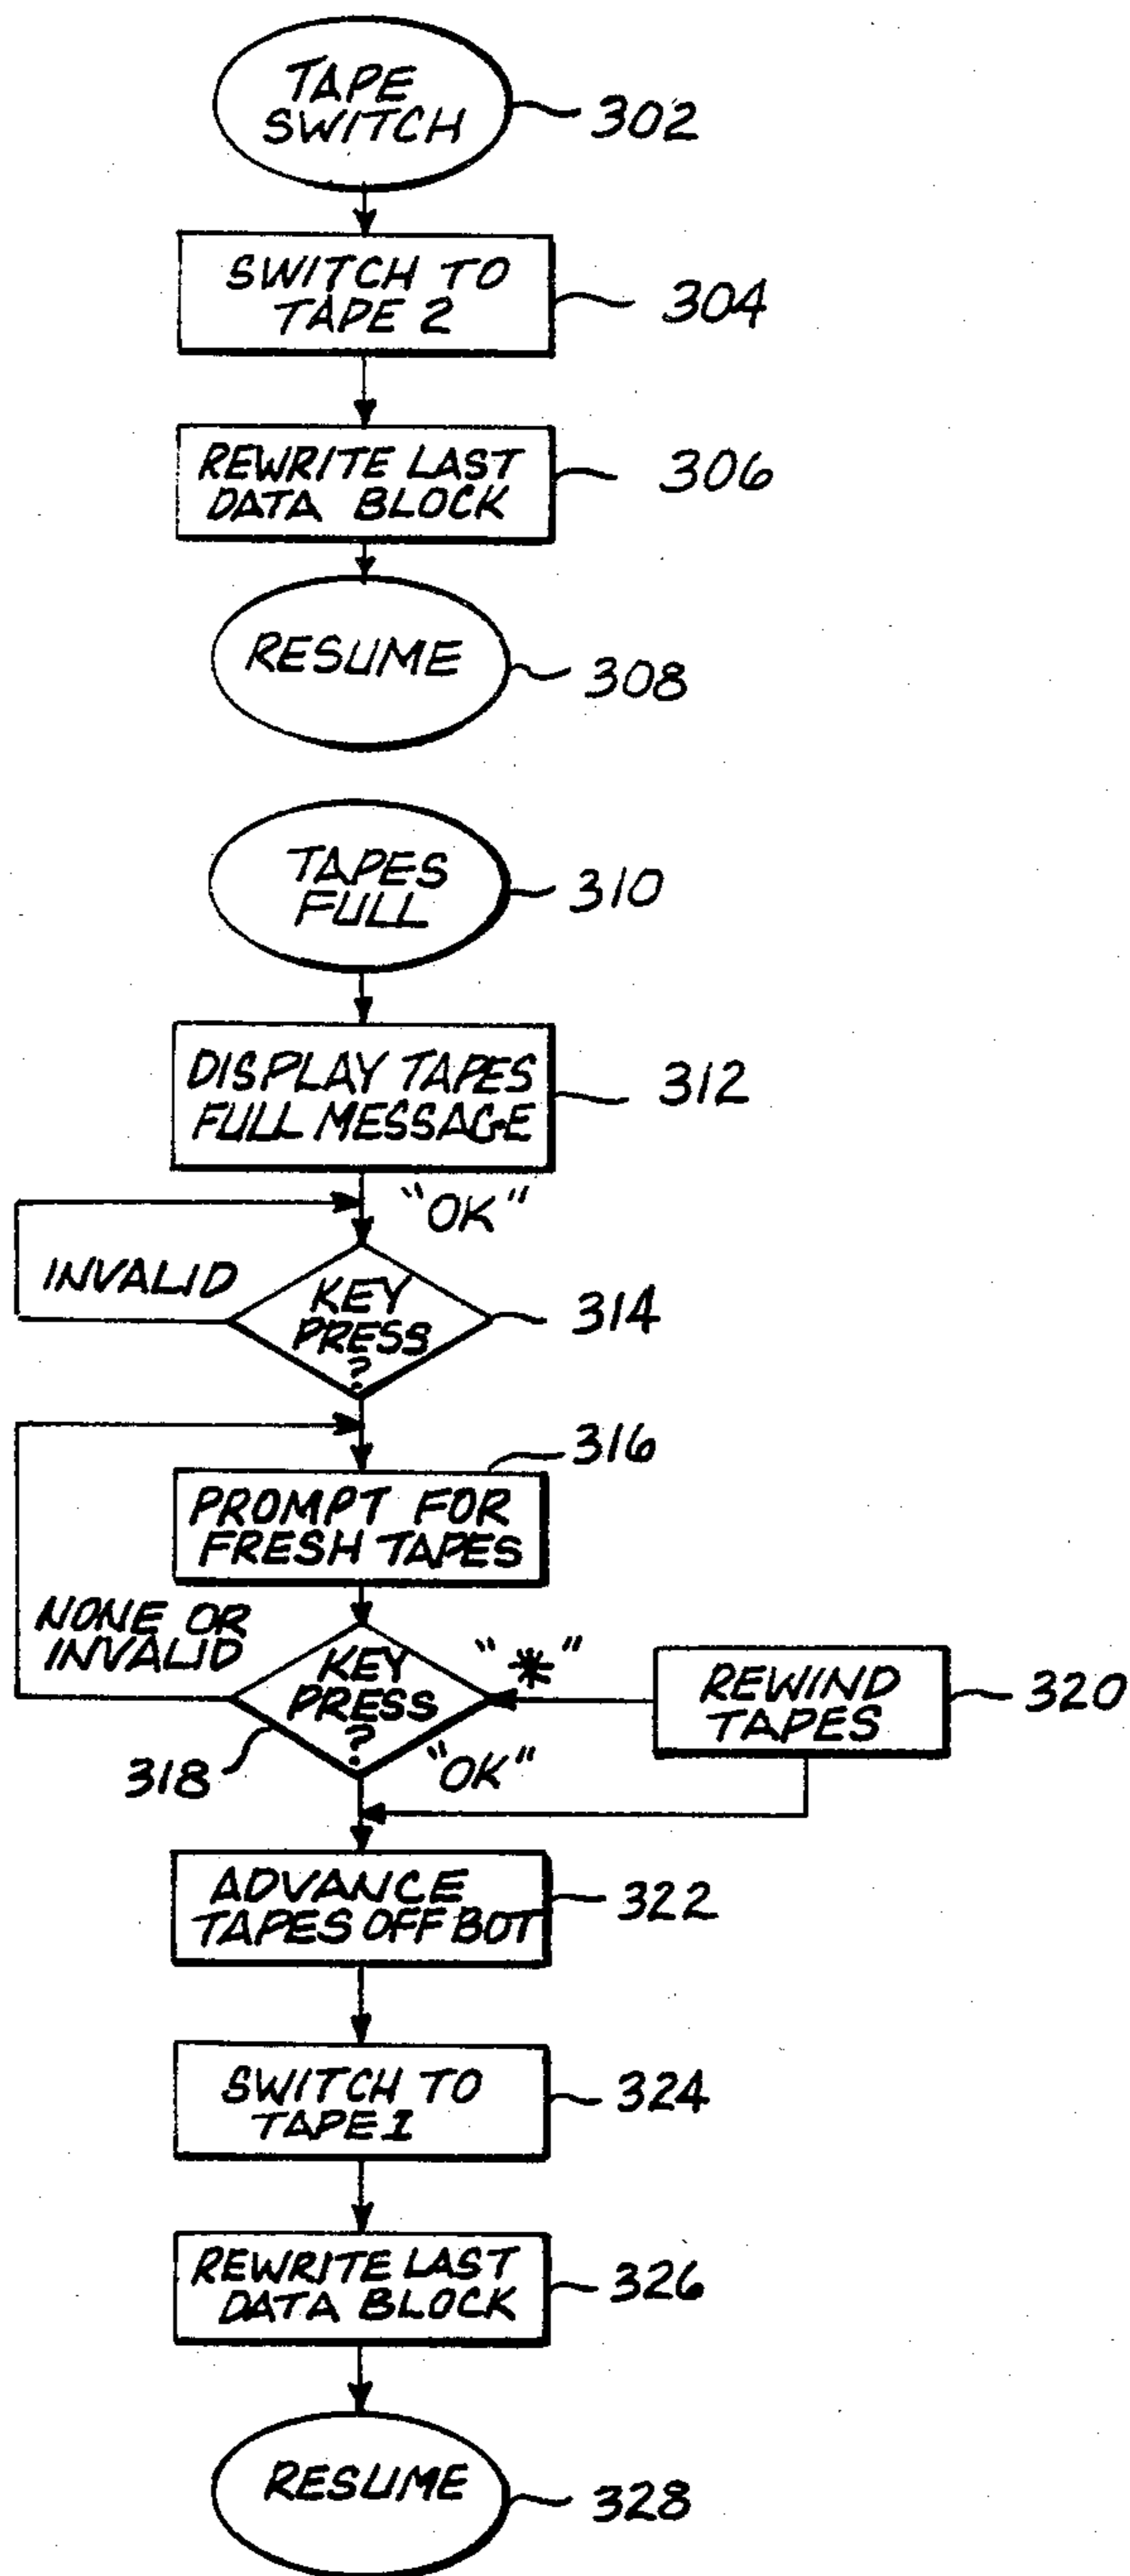 TAPE
SWITCH
302
SWITCH TO
TAPE 2
304
REWRITE LAST
DATA BLOCK
306
RESUME
308
TAPES
FULL
310
DISPLAY TAPES
FULL MESSAGE
312
"OK"
INVALID
KEY
PRESS
?
314
316
PROMPT FOR
FRESH TAPES
NONE OR
INVALID
KEY
PRESS
?
"*"
REWIND
TAPES
320
318
"OK"
ADVANCE
TAPES OFF BOT
322
SWITCH TO
TAPE I
324
REWRITE LAST
DATA BLOCK
326
RESUME
328